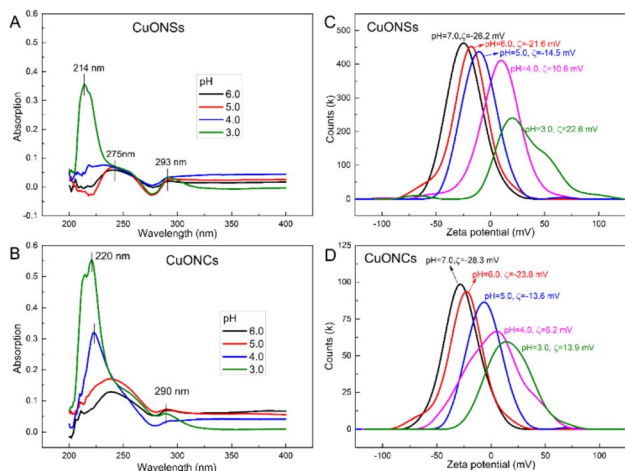 A
CuONSs
214 nm
275nm
293 nm
pH
6.0
5.0
4.0
3.0
Absorption
0.6
0.5
0.4
0.3
0.2
0.1
0.0
-0.1
200 250 300 350 400
Wavelength (nm)
C
CuONSs
pH=7.0,ζ=-26.2 mV
pH=6.0, ζ=-21.6 mV
pH=5.0, ζ=-14.5 mV
pH=4.0, ζ=10.6 mV
pH=3.0, ζ=22.6 mV
Counts (k)
500
400
300
200
100
0
-100 -50 0 50 100
Zeta potential (mV)
B
CuONCs
220 nm
290 nm
pH
6.0
5.0
4.0
3.0
Absorption
0.6
0.5
0.4
0.3
0.2
0.1
0.0
200 250 300 350 400
Wavelength (nm)
D
CuONCs
pH=7.0, ζ=-28.3 mV
pH=6.0, ζ=-23.8 mV
pH=5.0, ζ=-13.6 mV
pH=4.0, ζ=6.2 mV
pH=3.0, ζ=13.9 mV
Counts (k)
125
100
75
50
25
0
-100 -50 0 50 100
Zeta potential (mV)